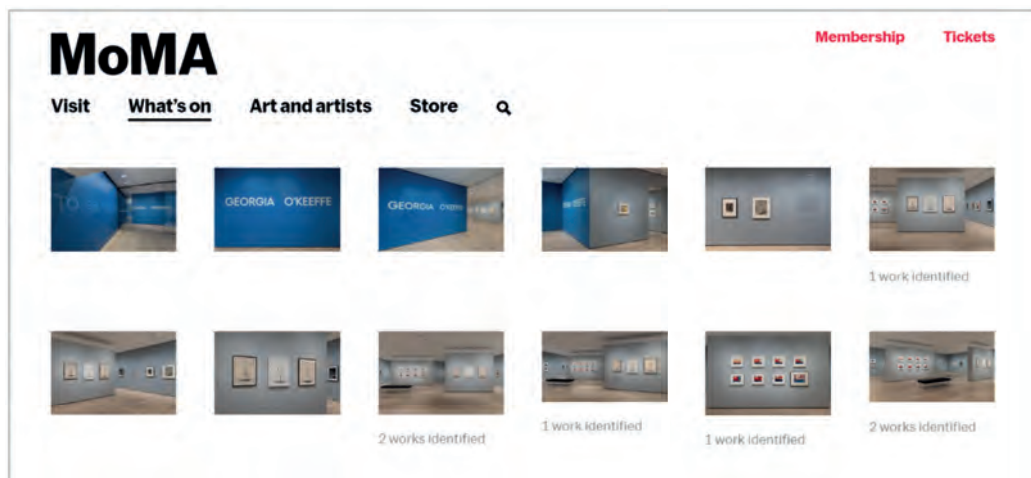 MoMA
Membership Tickets
Visit What's on Art and artists Store
GEORGIA O'KEEFFE
GEORGIA O'KEEFFE
1 work identified
2 works identified
1 work identified
1 work identified
2 works identified